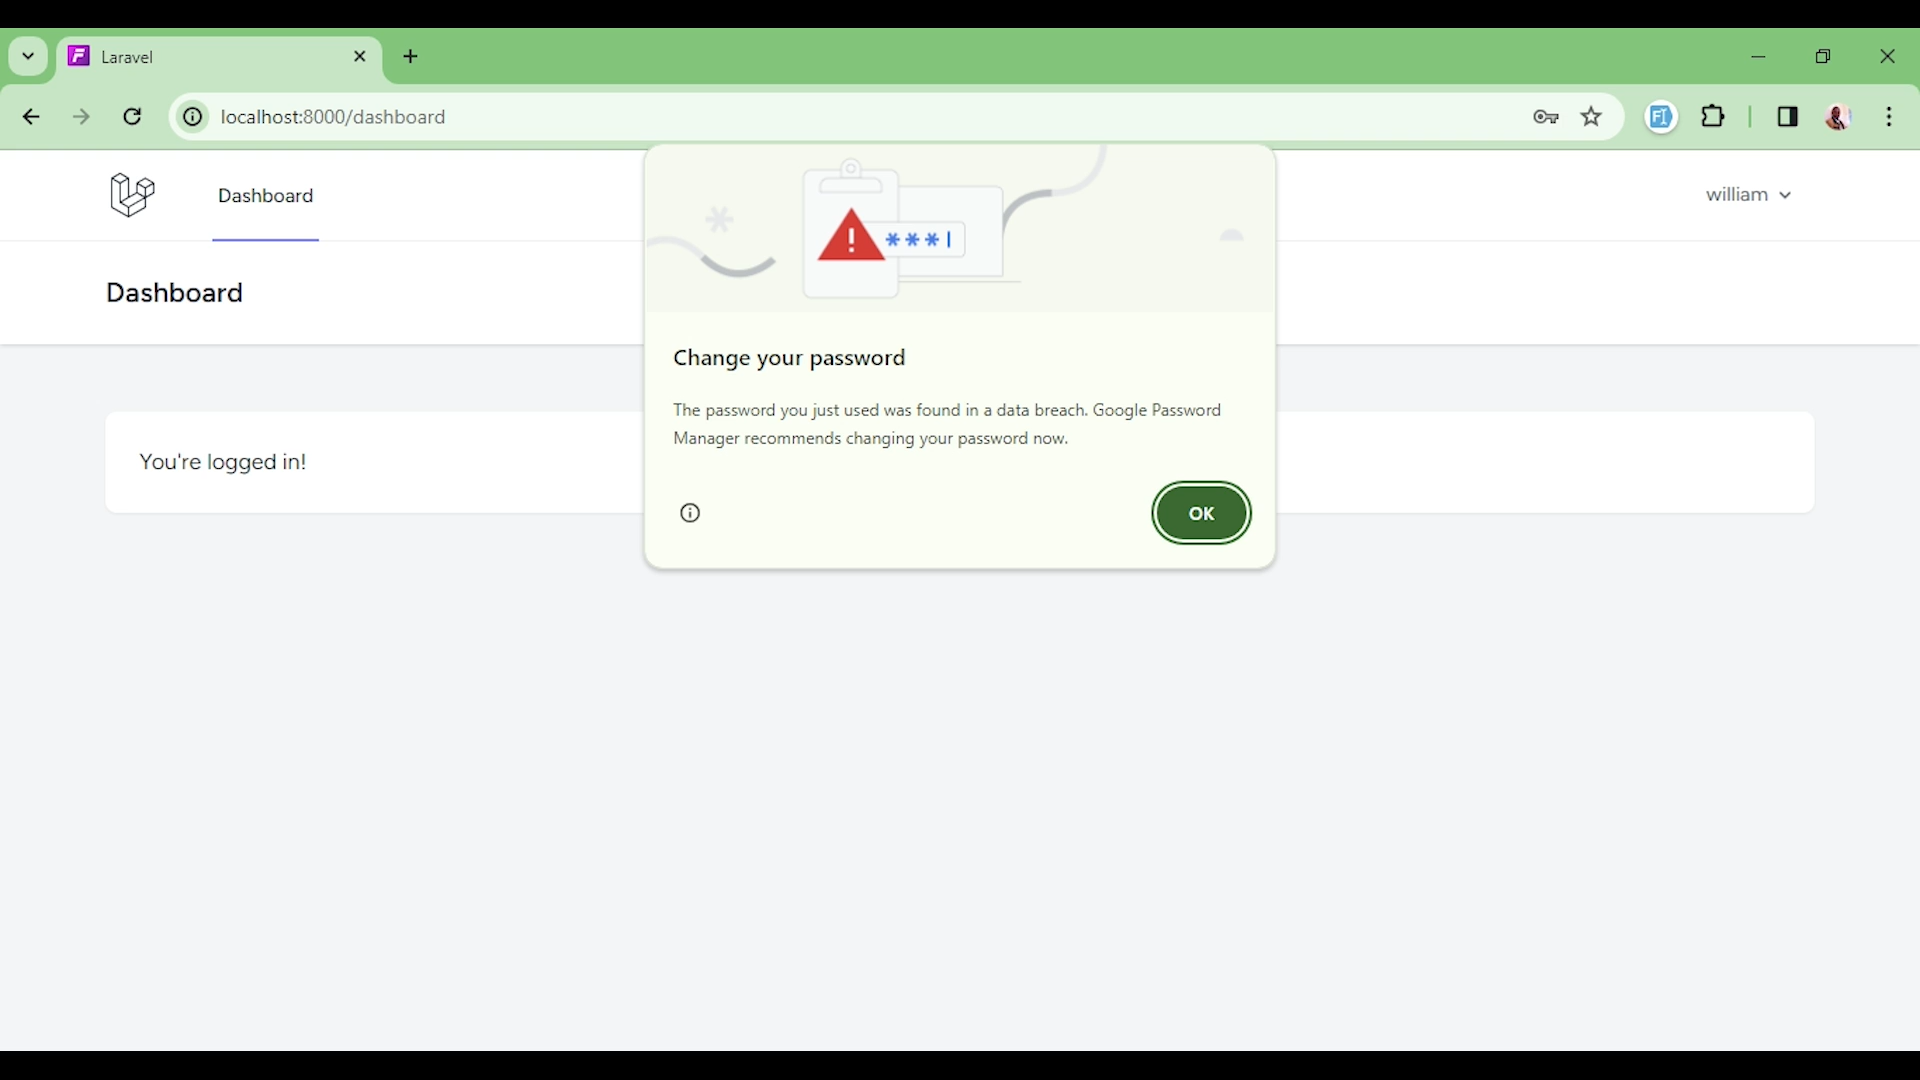 Laravel
localhost:8000/dashboard
Dashboard
william
Dashboard
You're logged in!
***
Change your password
The password you just used was found in a data breach. Google Password
Manager recommends changing your password now.
OK